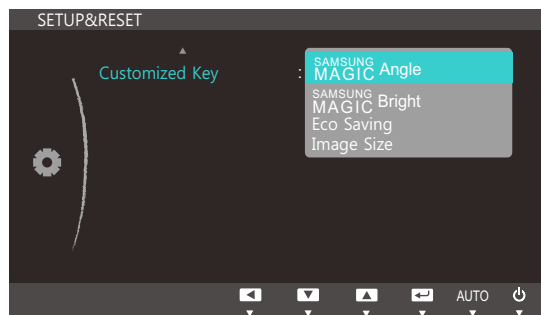 SETUP&RESET
Customized Key : SAMSUNG MAGIC Angle
SAMSUNG MAGIC Bright
Eco Saving
Image Size
AUTO